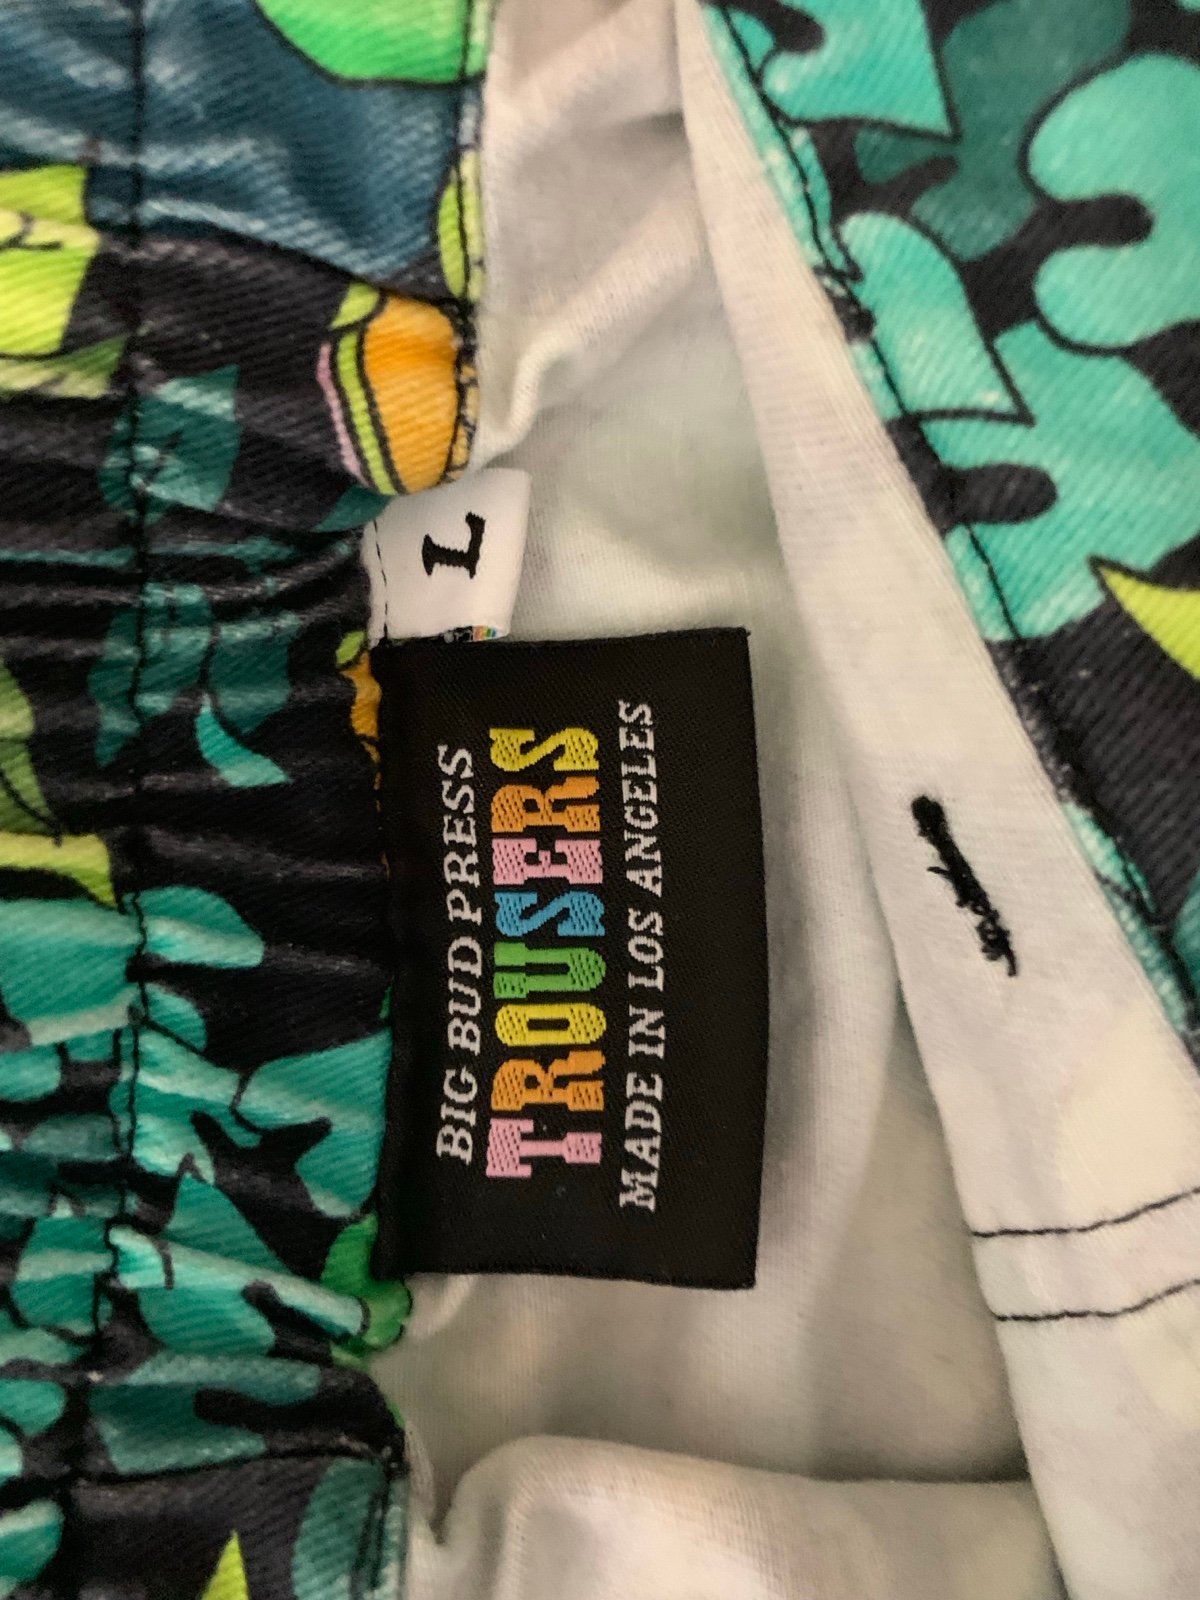 L
BIG BUD PRESS
TROUSERS
MADE IN LOS ANGELES